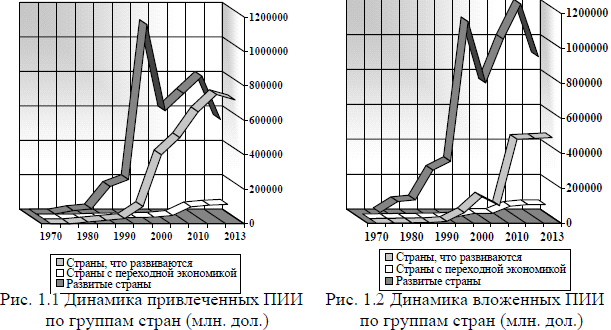 1200000
1000000
800000
600000
400000
200000
0
1970 1980 1990 2000 2010 2013
Страны, что развиваются
Страны с переходной экономикой
Развитые страны
Рис. 1.1 Динамика привлеченных ПИИ
по группам стран (млн. дол.)
1200000
1000000
800000
600000
400000
200000
0
1970 1980 1990 2000 2010 2013
Страны, что развиваются
Страны с переходной экономикой
Развитые страны
Рис. 1.2 Динамика вложенных ПИИ
по группам стран (млн. дол.)